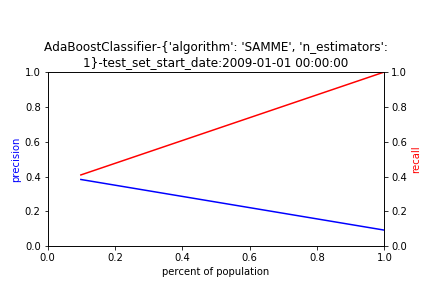 AdaBoostClassifier-{'algorithm': 'SAMME', 'n_estimators':
1}-test_set_start_date:2009-01-01 00:00:00
1.0
0.8
0.6
0.4
0.2
0.0
precision
1.0
0.8
0.6
0.4
0.2
0.0
recall
0.0 0.2 0.4 0.6 0.8 1.0
percent of population